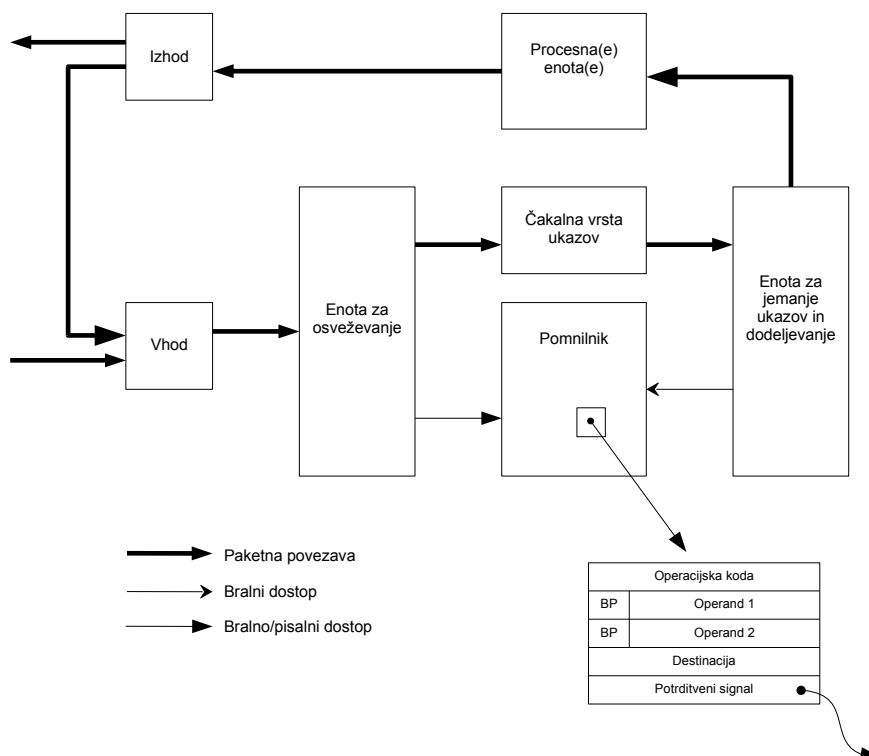 Izhod
Procesna(e)
enota(e)
Čakalna vrsta
ukazov
Enota za
osveževanje
Enota za
jemanje
ukazov in
dodeljevanje
Vhod
Pomnilnik
Paketna povezava
Bralni dostop
Bralno/pisalni dostop
Operacijska koda
BP Operand 1
BP Operand 2
Destinacija
Potrditveni signal